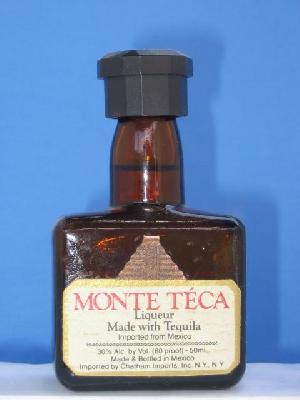 MONTE TÉCA
Liqueur
Made with Tequila
Imported from Mexico
30% Alc. by Vol. (60 proof) - 50ml.
Made & Bottled in Mexico
Imported by Chatham Imports, Inc. N.Y., N.Y.